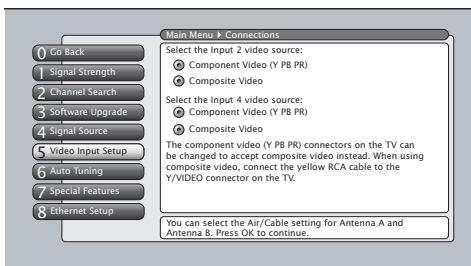 Main Menu ▸ Connections
0 Go Back
1 Signal Strength
2 Channel Search
3 Software Upgrade
4 Signal Source
5 Video Input Setup
6 Auto Tuning
7 Special Features
8 Ethernet Setup
Select the Input 2 video source:
Component Video (Y PB PR)
Composite Video
Select the Input 4 video source:
Component Video (Y PB PR)
Composite Video
The component video (Y PB PR) connectors on the TV can
be changed to accept composite video instead. When using
composite video, connect the yellow RCA cable to the
Y/VIDEO connector on the TV.
You can select the Air/Cable setting for Antenna A and
Antenna B. Press OK to continue.